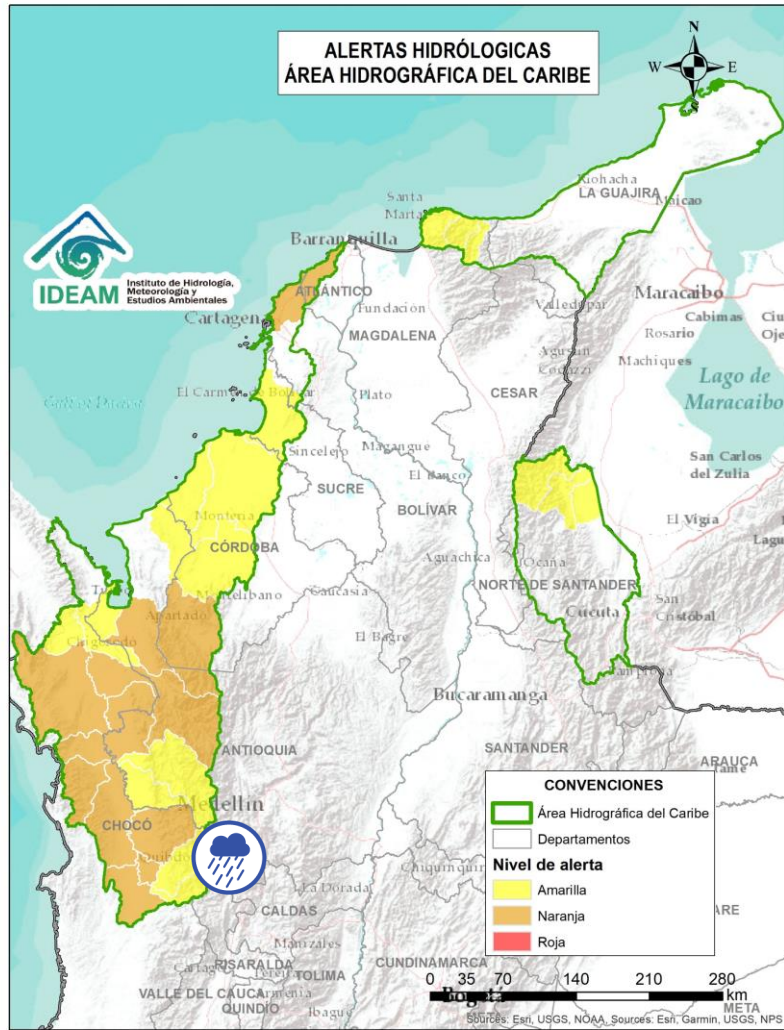 ALERTAS HIDRÓLOGICAS
ÁREA HIDROGRÁFICA DEL CARIBE
N
W
E
S
Riohacha
LA GUAJIRA
Maicao
Santa
Marta
Barranquilla
IDEAM
Instituto de Hidrología,
Meteorología y
Estudios Ambientales
ATLÁNTICO
Cartagena
Fundación
Valledupar
Maracaibo
Cabimas
Rosario
MAGDALENA
Agustín
Codazzi
Machiques
El Carmen de Bolívar
Plato
CESAR
Lago de
Maracaibo
Sincelejo
Magangue
El Banco
San Carlos
del Zulia
SUCRE
BOLÍVAR
Montería
CÓRDOBA
El Vigía
Aguachica
Ocaña
NORTE DE SANTANDER
Caucasia
Apartadó
Chigorodó
Cúcuta
San
Cristóbal
El Bagre
Bucaramanga
ANTIOQUIA
SANTANDER
ARAUCA
Medellín
CHOCÓ
Quibdó
La Dorada
CALDAS
Manizales
RISARALDA
TOLIMA
CUNDINAMARCA
VALLE DEL CAUCA
Armenia
QUINDÍO
Ibague
Bogotá
META
CONVENCIONES
Área Hidrográfica del Caribe
Departamentos
Nivel de alerta
Amarilla
Naranja
Roja
0 35 70 140 210 280
km
Sources: Esri, USGS, NOAA, Sources: Esri, Garmin, USGS, NPS